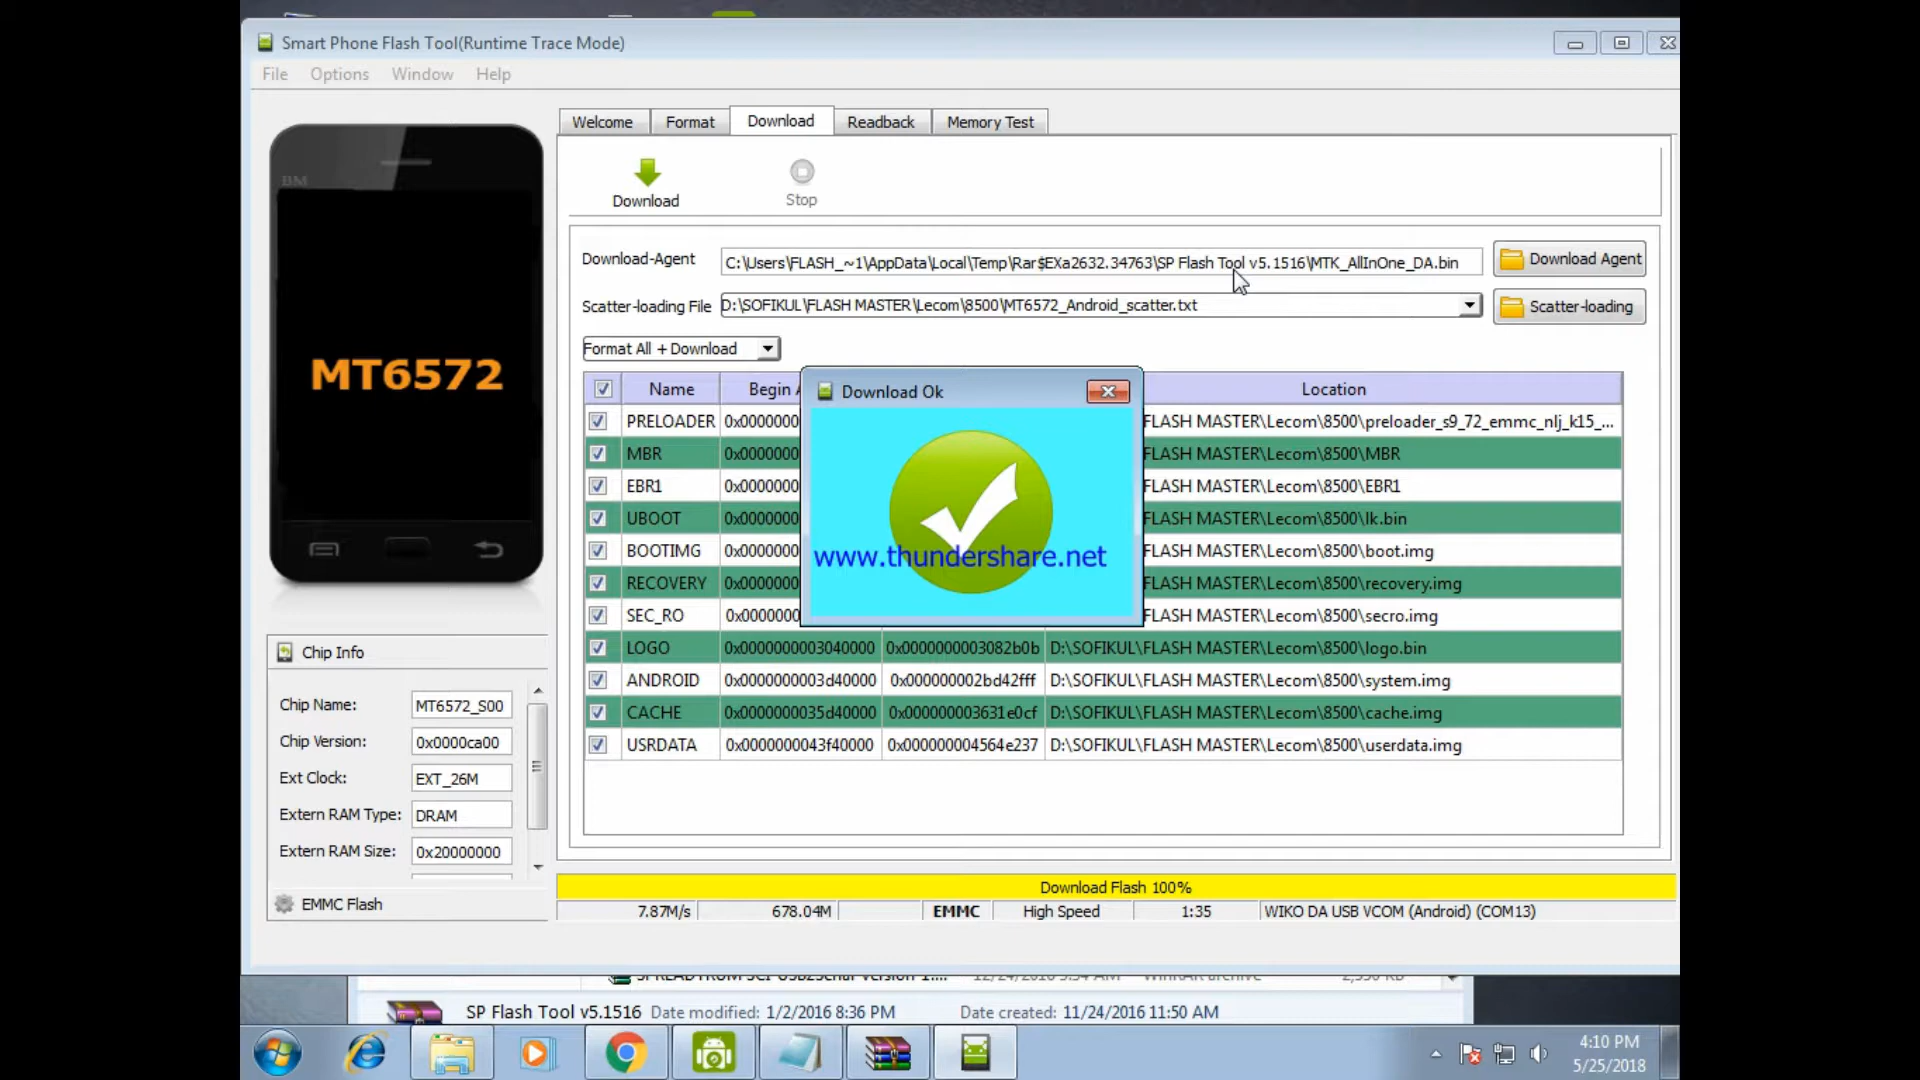 Smart Phone Flash Tool(Runtime Trace Mode)
File Options Window Help
BM
MT6572
Welcome Format Download Readback Memory Test
Download Stop
Download-Agent C:\Users\FLASH_~1\AppData\Local\Temp\Rar$EXa2632.34763\SP Flash Tool v5.1516\MTK_AllInOne_DA.bin Download Agent
Scatter-loading File D:\SOFIKUL\FLASH MASTER\Lecom\8500\MT6572_Android_scatter.txt Scatter-loading
Format All + Download
Name Begin Location
PRELOADER 0x0000000 FLASH MASTER\Lecom\8500\preloader_s9_72_emmc_nlj_k15_...
MBR 0x0000000 FLASH MASTER\Lecom\8500\MBR
EBR1 0x0000000 FLASH MASTER\Lecom\8500\EBR1
UBOOT 0x0000000 FLASH MASTER\Lecom\8500\lk.bin
BOOTIMG 0x0000000 FLASH MASTER\Lecom\8500\boot.img
RECOVERY 0x0000000 FLASH MASTER\Lecom\8500\recovery.img
SEC_RO 0x0000000 FLASH MASTER\Lecom\8500\secro.img
LOGO 0x0000000003040000 0x0000000003082b0b D:\SOFIKUL\FLASH MASTER\Lecom\8500\logo.bin
ANDROID 0x0000000003d40000 0x000000002bd42fff D:\SOFIKUL\FLASH MASTER\Lecom\8500\system.img
CACHE 0x0000000035d40000 0x000000003631e0cf D:\SOFIKUL\FLASH MASTER\Lecom\8500\cache.img
USRDATA 0x0000000043f40000 0x000000004564e237 D:\SOFIKUL\FLASH MASTER\Lecom\8500\userdata.img
Download Ok
www.thundershare.net
Chip Info
Chip Name: MT6572_S00
Chip Version: 0x0000ca00
Ext Clock: EXT_26M
Extern RAM Type: DRAM
Extern RAM Size: 0x20000000
EMMC Flash
Download Flash 100%
7.87M/s 678.04M EMMC High Speed 1:35 WIKO DA USB VCOM (Android) (COM13)
SP Flash Tool v5.1516 Date modified: 1/2/2016 8:36 PM Date created: 11/24/2016 11:50 AM
4:10 PM
5/25/2018